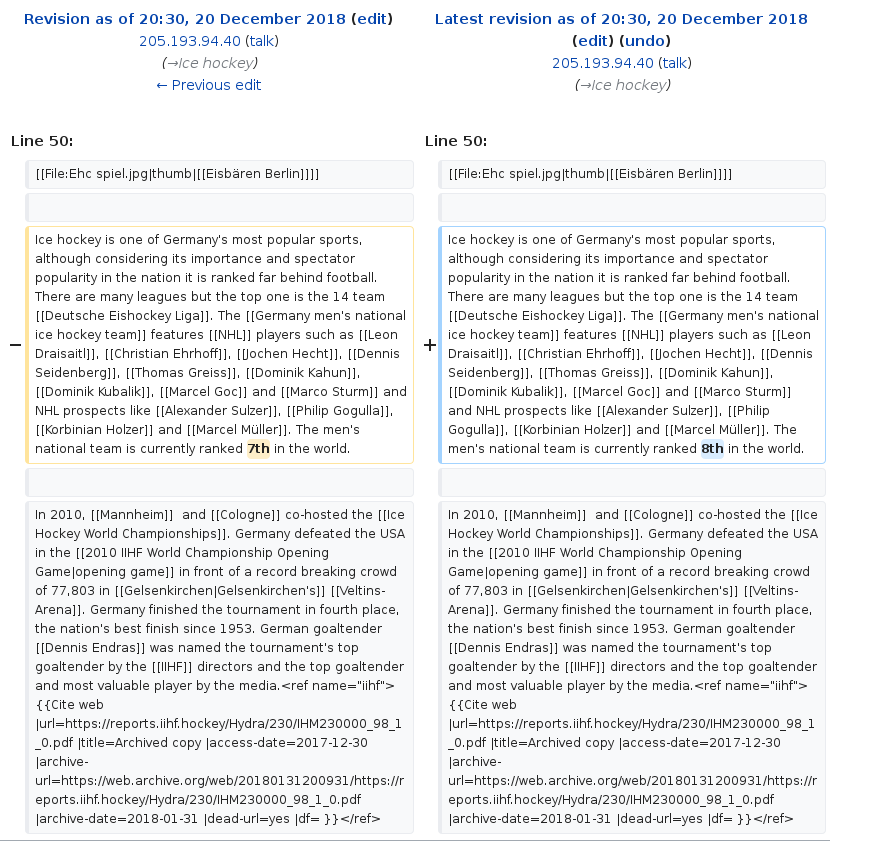 Revision as of 20:30, 20 December 2018 (edit)
205.193.94.40 (talk)
(→Ice hockey)
← Previous edit
Latest revision as of 20:30, 20 December 2018
(edit) (undo)
205.193.94.40 (talk)
(→Ice hockey)
Line 50:
Line 50:
[[File:Ehc spiel.jpg|thumb|[[Eisbären Berlin]]]]
[[File:Ehc spiel.jpg|thumb|[[Eisbären Berlin]]]]
−
Ice hockey is one of Germany's most popular sports,
although considering its importance and spectator
popularity in the nation it is ranked far behind football.
There are many leagues but the top one is the 14 team
[[Deutsche Eishockey Liga]]. The [[Germany men's national
ice hockey team]] features [[NHL]] players such as [[Leon
Draisaitl]], [[Christian Ehrhoff]], [[Jochen Hecht]], [[Dennis
Seidenberg]], [[Thomas Greiss]], [[Dominik Kahun]],
[[Dominik Kubalik]], [[Marcel Goc]] and [[Marco Sturm]] and
NHL prospects like [[Alexander Sulzer]], [[Philip Gogulla]],
[[Korbinian Holzer]] and [[Marcel Müller]]. The men's
national team is currently ranked 7th in the world.
+
Ice hockey is one of Germany's most popular sports,
although considering its importance and spectator
popularity in the nation it is ranked far behind football.
There are many leagues but the top one is the 14 team
[[Deutsche Eishockey Liga]]. The [[Germany men's national
ice hockey team]] features [[NHL]] players such as [[Leon
Draisaitl]], [[Christian Ehrhoff]], [[Jochen Hecht]], [[Dennis
Seidenberg]], [[Thomas Greiss]], [[Dominik Kahun]],
[[Dominik Kubalik]], [[Marcel Goc]] and [[Marco Sturm]]
and NHL prospects like [[Alexander Sulzer]], [[Philip
Gogulla]], [[Korbinian Holzer]] and [[Marcel Müller]]. The
men's national team is currently ranked 8th in the world.
In 2010, [[Mannheim]]  and [[Cologne]] co-hosted the [[Ice
Hockey World Championships]]. Germany defeated the USA
in the [[2010 IIHF World Championship Opening
Game|opening game]] in front of a record breaking crowd
of 77,803 in [[Gelsenkirchen|Gelsenkirchen's]] [[Veltins-
Arena]]. Germany finished the tournament in fourth place,
the nation's best finish since 1953. German goaltender
[[Dennis Endras]] was named the tournament's top
goaltender by the [[IIHF]] directors and the top goaltender
and most valuable player by the media.<ref name="iihf">
{{Cite web
|url=https://reports.iihf.hockey/Hydra/230/IHM230000_98_1
_0.pdf |title=Archived copy |access-date=2017-12-30
|archive-
url=https://web.archive.org/web/20180131200931/https://r
eports.iihf.hockey/Hydra/230/IHM230000_98_1_0.pdf
|archive-date=2018-01-31 |dead-url=yes |df= }}</ref>
In 2010, [[Mannheim]]  and [[Cologne]] co-hosted the [[Ice
Hockey World Championships]]. Germany defeated the USA
in the [[2010 IIHF World Championship Opening
Game|opening game]] in front of a record breaking crowd
of 77,803 in [[Gelsenkirchen|Gelsenkirchen's]] [[Veltins-
Arena]]. Germany finished the tournament in fourth place,
the nation's best finish since 1953. German goaltender
[[Dennis Endras]] was named the tournament's top
goaltender by the [[IIHF]] directors and the top goaltender
and most valuable player by the media.<ref name="iihf">
{{Cite web
|url=https://reports.iihf.hockey/Hydra/230/IHM230000_98_1
_0.pdf |title=Archived copy |access-date=2017-12-30
|archive-
url=https://web.archive.org/web/20180131200931/https://r
eports.iihf.hockey/Hydra/230/IHM230000_98_1_0.pdf
|archive-date=2018-01-31 |dead-url=yes |df= }}</ref>